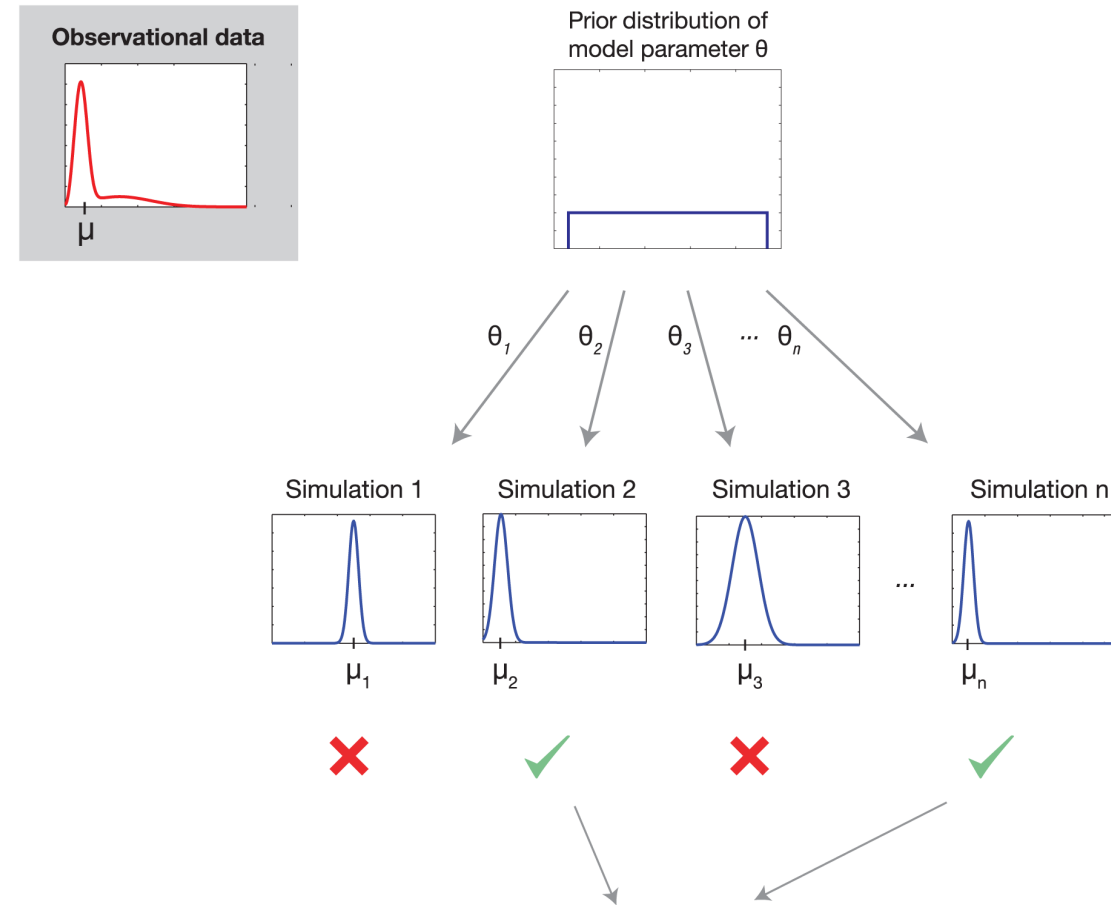 Observational data
μ
Prior distribution of
model parameter θ
θ1
θ2
θ3
...
θn
Simulation 1
Simulation 2
Simulation 3
Simulation n
...
μ1
μ2
μ3
μn